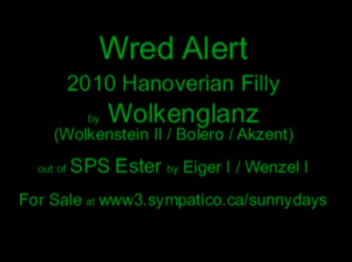 Wred Alert
2010 Hanoverian Filly
by Wolkenglanz
(Wolkenstein II / Bolero / Akzent)
out of SPS Ester by Eiger I / Wenzel I
For Sale at www3.sympatico.ca/sunnydays